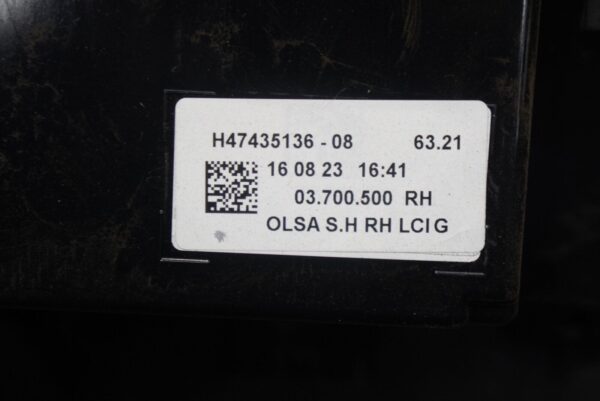 H47435136 - 08 63.21
16 08 23 16:41
03.700.500 RH
OLSA S.H RH LCI G